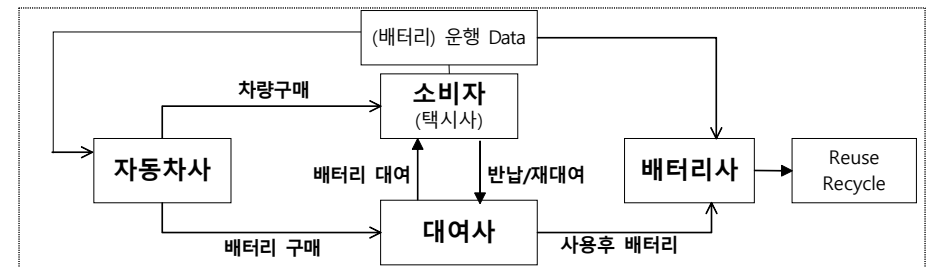 (배터리) 운행 Data
차량구매
소비자
(택시사)
자동차사
배터리 대여
반납/재대여
배터리사
Reuse
Recycle
대여사
배터리 구매
사용후 배터리